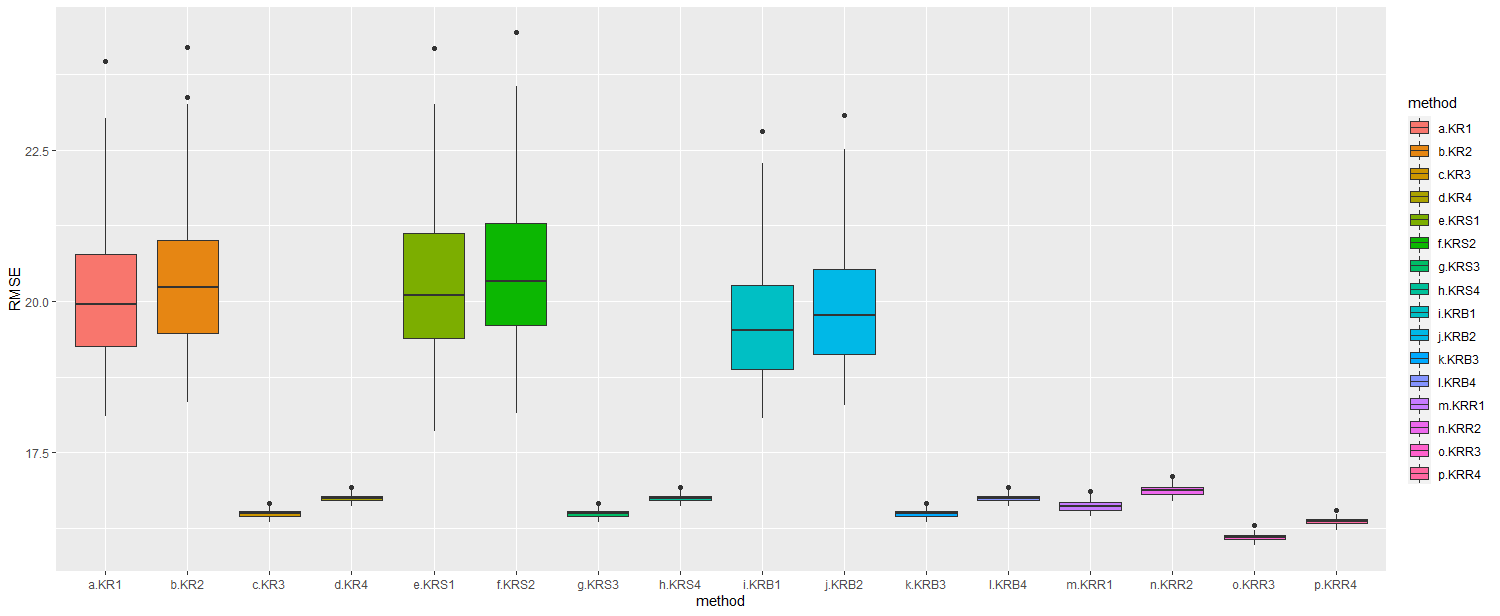 RMSE
22.5
20.0
17.5
a.KR1 b.KR2 c.KR3 d.KR4 e.KRS1 f.KRS2 g.KRS3 h.KRS4 i.KRB1 j.KRB2 k.KRB3 l.KRB4 m.KRR1 n.KRR2 o.KRR3 p.KRR4
method
method
a.KR1
b.KR2
c.KR3
d.KR4
e.KRS1
f.KRS2
g.KRS3
h.KRS4
i.KRB1
j.KRB2
k.KRB3
l.KRB4
m.KRR1
n.KRR2
o.KRR3
p.KRR4